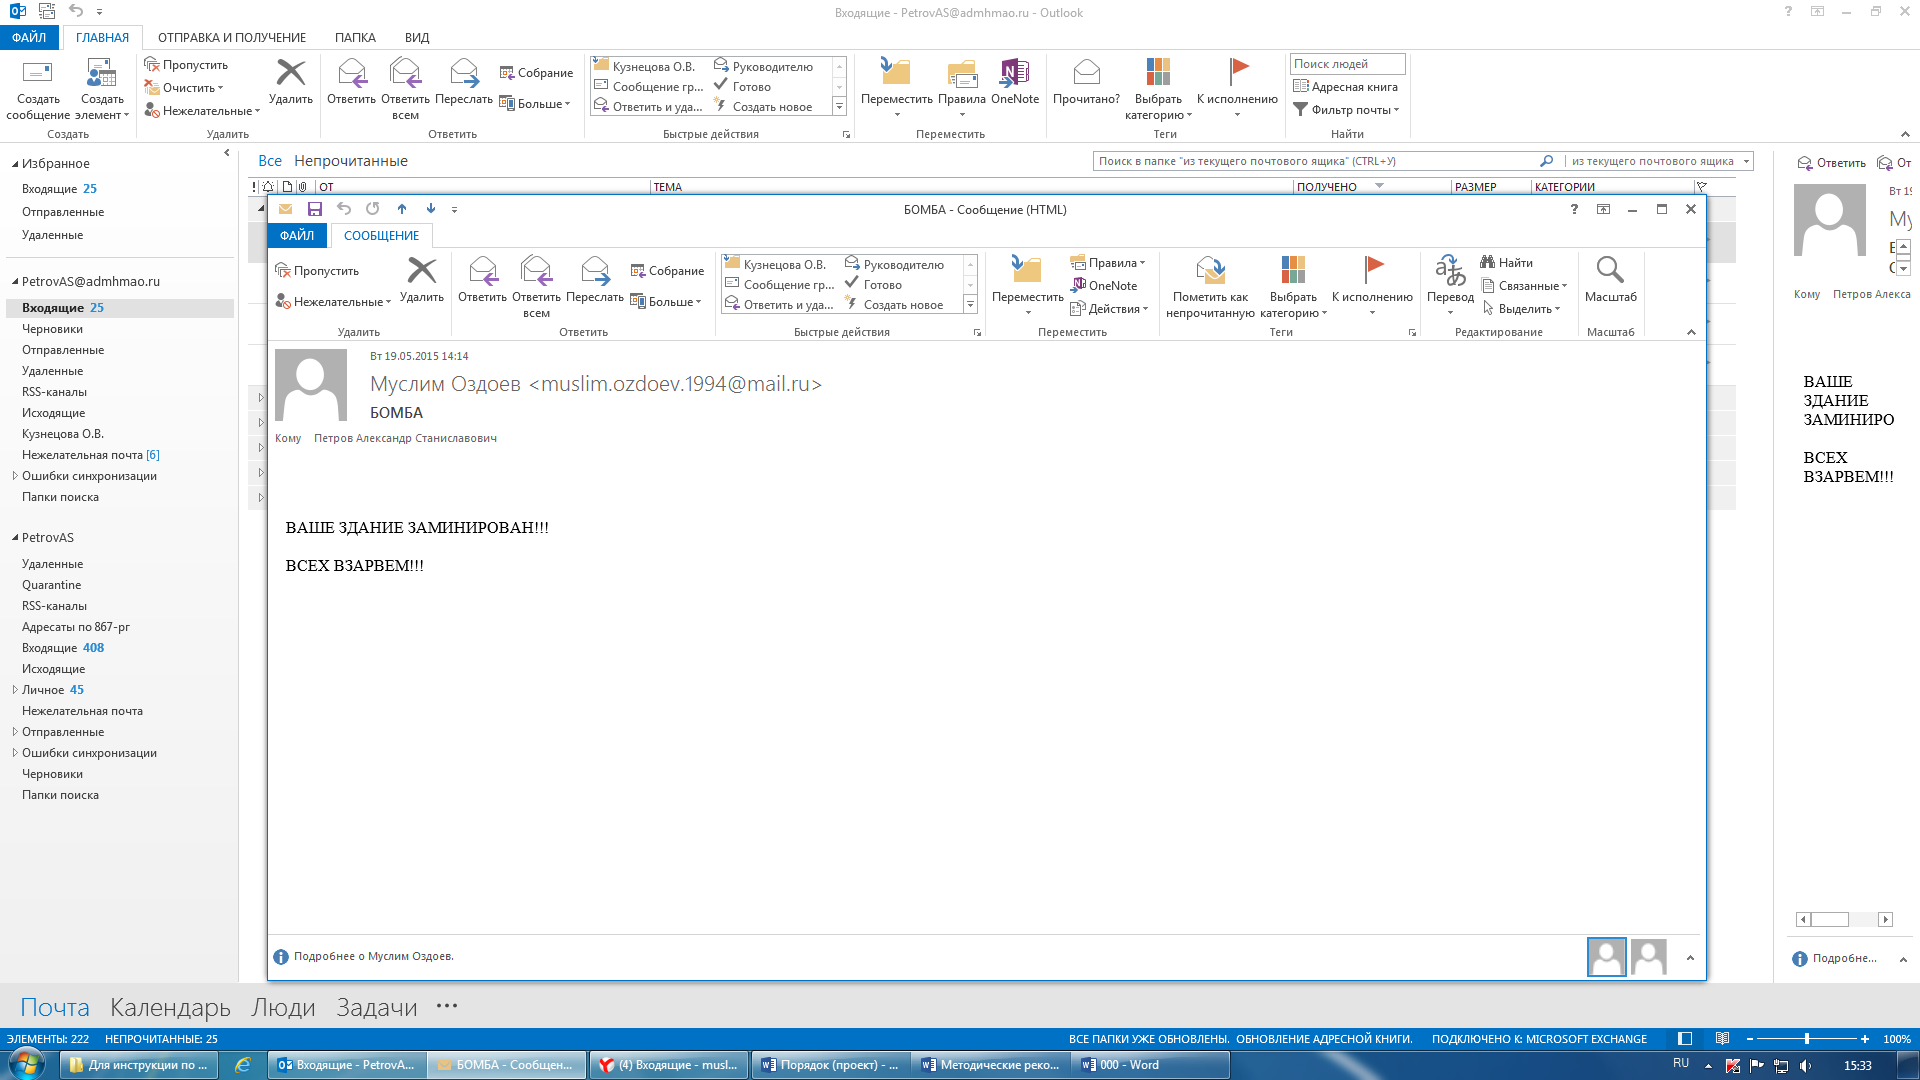 Входящие - PetrovAS@admhmao.ru - Outlook
ФАЙЛ ГЛАВНАЯ ОТПРАВКА И ПОЛУЧЕНИЕ ПАПКА ВИД
Создать сообщение
Создать элемент
Создать
Пропустить
Очистить
Нежелательные
Удалить
Удалить
Ответить
Ответить всем
Переслать
Собрание
Больше
Ответить
Кузнецова О.В.
Сообщение гр...
Ответить и уда...
Руководителю
Готово
Создать новое
Быстрые действия
Переместить
Правила
OneNote
Переместить
Прочитано?
Выбрать категорию
К исполнению
Теги
Поиск людей
Адресная книга
Фильтр почты
Найти
Избранное
Входящие 25
Отправленные
Удаленные
PetrovAS@admhmao.ru
Входящие 25
Черновики
Отправленные
Удаленные
RSS-каналы
Исходящие
Кузнецова О.В.
Нежелательная почта [6]
Ошибки синхронизации
Папки поиска
PetrovAS
Удаленные
Quarantine
RSS-каналы
Адресаты по 867-рг
Входящие 408
Исходящие
Личное 45
Нежелательная почта
Отправленные
Ошибки синхронизации
Черновики
Папки поиска
Все Непрочитанные
Поиск в папке "из текущего почтового ящика" (CTRL+У) из текущего почтового ящика
ОТ ТЕМА ПОЛУЧЕНО РАЗМЕР КАТЕГОРИИ
БОМБА - Сообщение (HTML)
ФАЙЛ СООБЩЕНИЕ
Пропустить
Нежелательные
Удалить
Удалить
Ответить
Ответить всем
Переслать
Собрание
Больше
Ответить
Кузнецова О.В.
Сообщение гр...
Ответить и уда...
Руководителю
Готово
Создать новое
Быстрые действия
Переместить
Правила
OneNote
Действия
Переместить
Пометить как непрочитанную
Выбрать категорию
К исполнению
Теги
Перевод
Найти
Связанные
Выделить
Редактирование
Масштаб
Масштаб
Вт 19.05.2015 14:14
Муслим Оздоев <muslim.ozdoev.1994@mail.ru>
БОМБА
Кому Петров Александр Станиславович
ВАШЕ ЗДАНИЕ ЗАМИНИРОВАН!!!
ВСЕХ ВЗАРВЕМ!!!
Подробнее о Муслим Оздоев.
Ответить От
Вт 19
Му
Кому Петров Алекса
ВАШЕ
ЗДАНИЕ
ЗАМИНИРО
ВСЕХ
ВЗАРВЕМ!!!
Подробне...
Почта Календарь Люди Задачи ...
ЭЛЕМЕНТЫ: 222 НЕПРОЧИТАННЫЕ: 25 ВСЕ ПАПКИ УЖЕ ОБНОВЛЕНЫ. ОБНОВЛЕНИЕ АДРЕСНОЙ КНИГИ. ПОДКЛЮЧЕНО К: MICROSOFT EXCHANGE 100%
Для инструкции по ... Входящие - PetrovA... БОМБА - Сообщен... (4) Входящие - musl... Порядок (проект) - ... Методические реко... 000 - Word RU 15:33